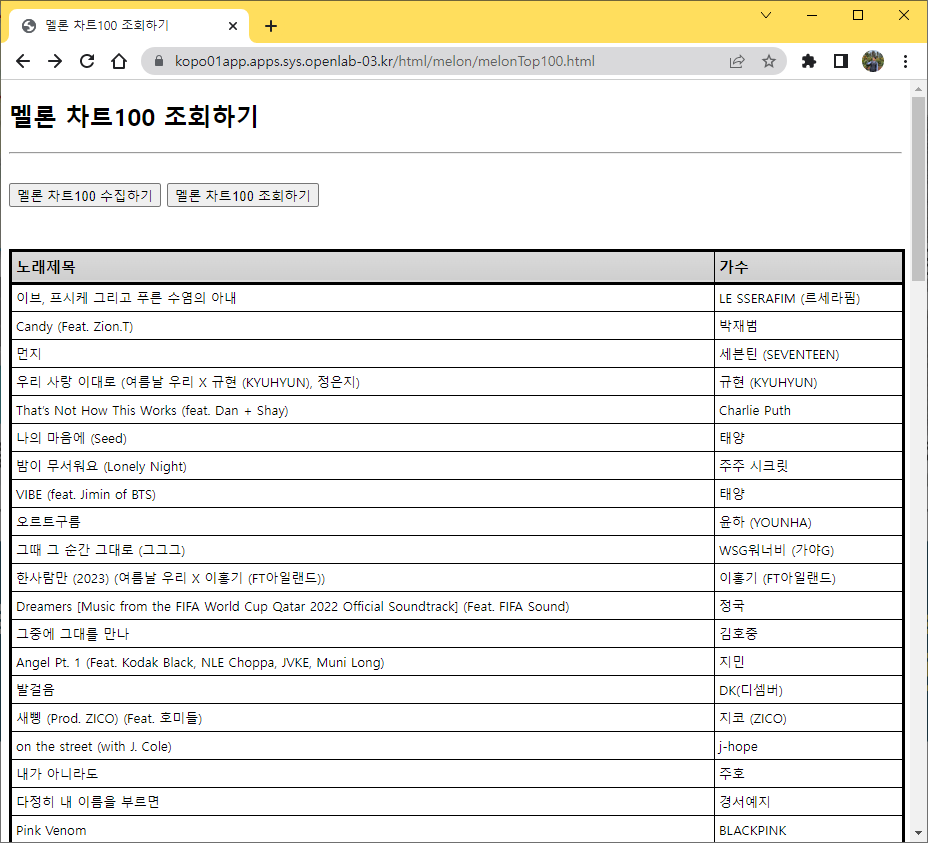 멜론 차트100 조회하기
kopo01app.apps.sys.openlab-03.kr/html/melon/melonTop100.html
멜론 차트100 조회하기
멜론 차트100 수집하기 멜론 차트100 조회하기
노래제목 가수
이브, 프시케 그리고 푸른 수염의 아내 LE SSERAFIM (르세라핌)
Candy (Feat. Zion.T) 박재범
먼지 세븐틴 (SEVENTEEN)
우리 사랑 이대로 (여름날 우리 X 규현 (KYUHYUN), 정은지) 규현 (KYUHYUN)
That's Not How This Works (feat. Dan + Shay) Charlie Puth
나의 마음에 (Seed) 태양
밤이 무서워요 (Lonely Night) 주주 시크릿
VIBE (feat. Jimin of BTS) 태양
오르트구름 윤하 (YOUNHA)
그때 그 순간 그대로 (그그그) WSG워너비 (가야G)
한사람만 (2023) (여름날 우리 X 이홍기 (FT아일랜드)) 이홍기 (FT아일랜드)
Dreamers [Music from the FIFA World Cup Qatar 2022 Official Soundtrack] (Feat. FIFA Sound) 정국
그중에 그대를 만나 김호중
Angel Pt. 1 (Feat. Kodak Black, NLE Choppa, JVKE, Muni Long) 지민
발걸음 DK(디셈버)
새삥 (Prod. ZICO) (Feat. 호미들) 지코 (ZICO)
on the street (with J. Cole) j-hope
내가 아니라도 주호
다정히 내 이름을 부르면 경서예지
Pink Venom BLACKPINK